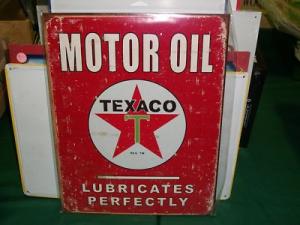 MOTOR OIL
TEXACO
T
LUBRICATES
PERFECTLY